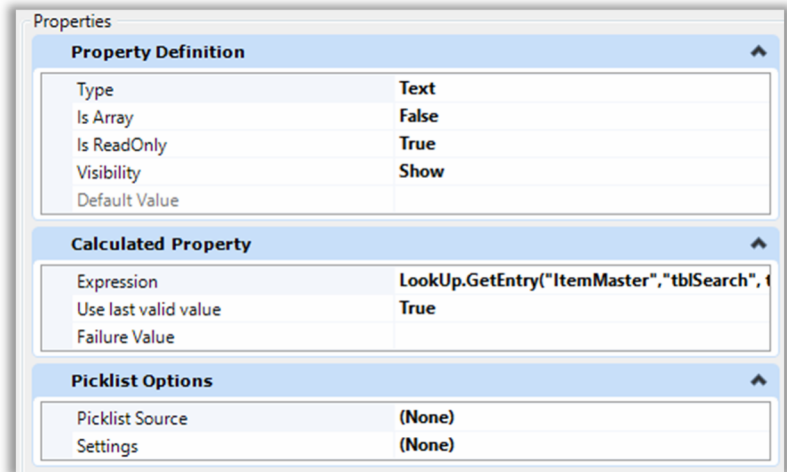 Properties
Property Definition
Type Text
Is Array False
Is ReadOnly True
Visibility Show
Default Value
Calculated Property
Expression LookUp.GetEntry("ItemMaster","tblSearch", t
Use last valid value True
Failure Value
Picklist Options
Picklist Source (None)
Settings (None)